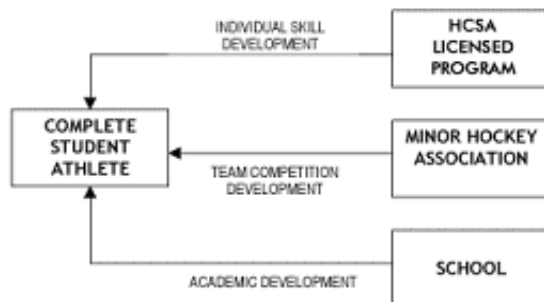 INDIVIDUAL SKILL
DEVELOPMENT
HCSA
LICENSED
PROGRAM
COMPLETE
STUDENT
ATHLETE
MINOR HOCKEY
ASSOCIATION
TEAM COMPETITION
DEVELOPMENT
SCHOOL
ACADEMIC DEVELOPMENT